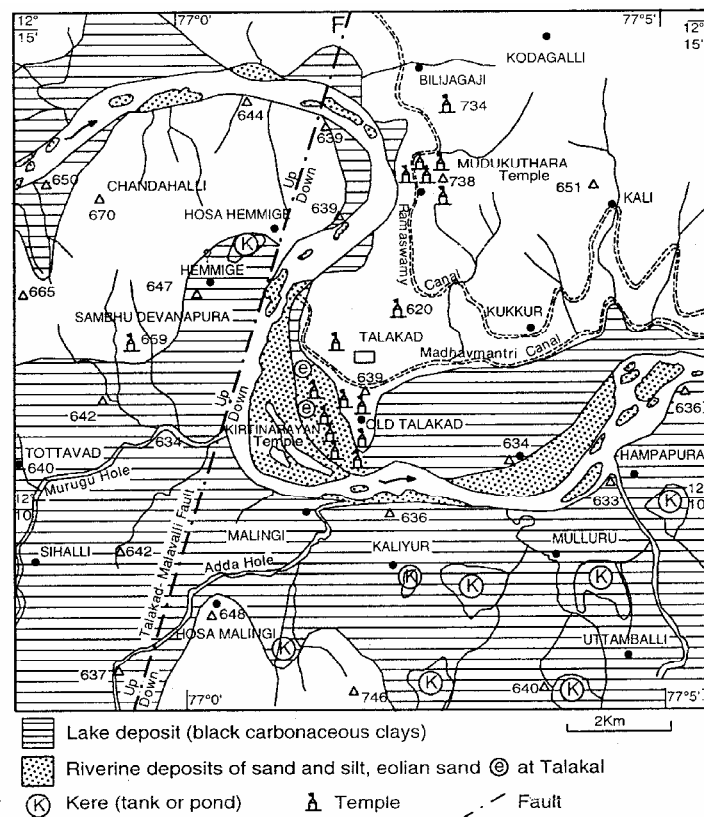 12°
15'
77°0'
F
77°5'
12°
15'
KODAGALLI
BILIJAGAJI
734
644
639
MUDUKUTHARA
Temple
738
650
CHANDAHALLI
670
Up
Down
651
KALI
HOSA HEMMIGE
639
Ramaswamy
Canal
K
HEMMIGE
647
665
SAMBHU DEVANAPURA
659
620
KUKKUR
TALAKAD
Madhavmantri Canal
e
639
642
Up
Down
e
OLD TALAKAD
636
KIRTINARAYAN
Temple
634
634
TOTTAVAD
640
HAMPAPURA
Murugu Hole
12°
10'
633
K
12°
10'
MALINGI
636
Talakad-Malavalli Fault
SIHALLI
642
KALIYUR
MULLURU
Adda Hole
K
K
K
648
HOSA MALINGI
K
UTTAMBALLI
637
Up
Down
77°0'
746
K
640
K
77°5'
2Km
Lake deposit (black carbonaceous clays)
Riverine deposits of sand and silt, eolian sand e at Talakal
K Kere (tank or pond) Temple Fault